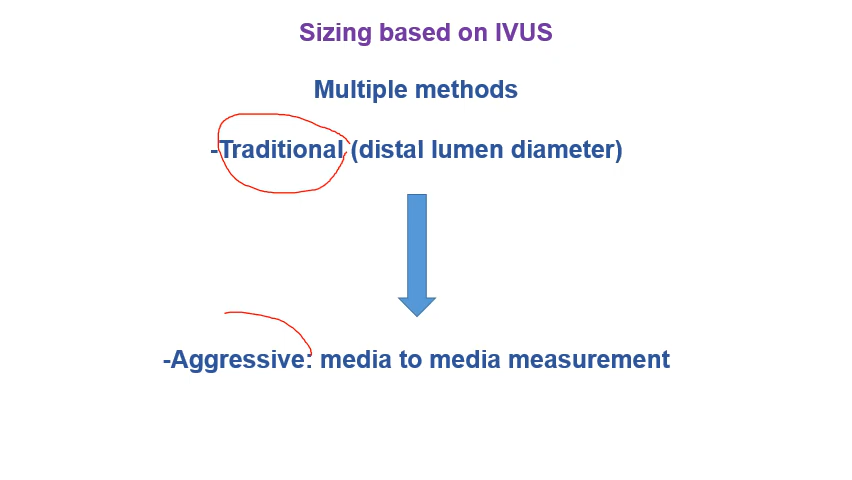 Sizing based on IVUS
Multiple methods
-Traditional (distal lumen diameter)
-Aggressive: media to media measurement